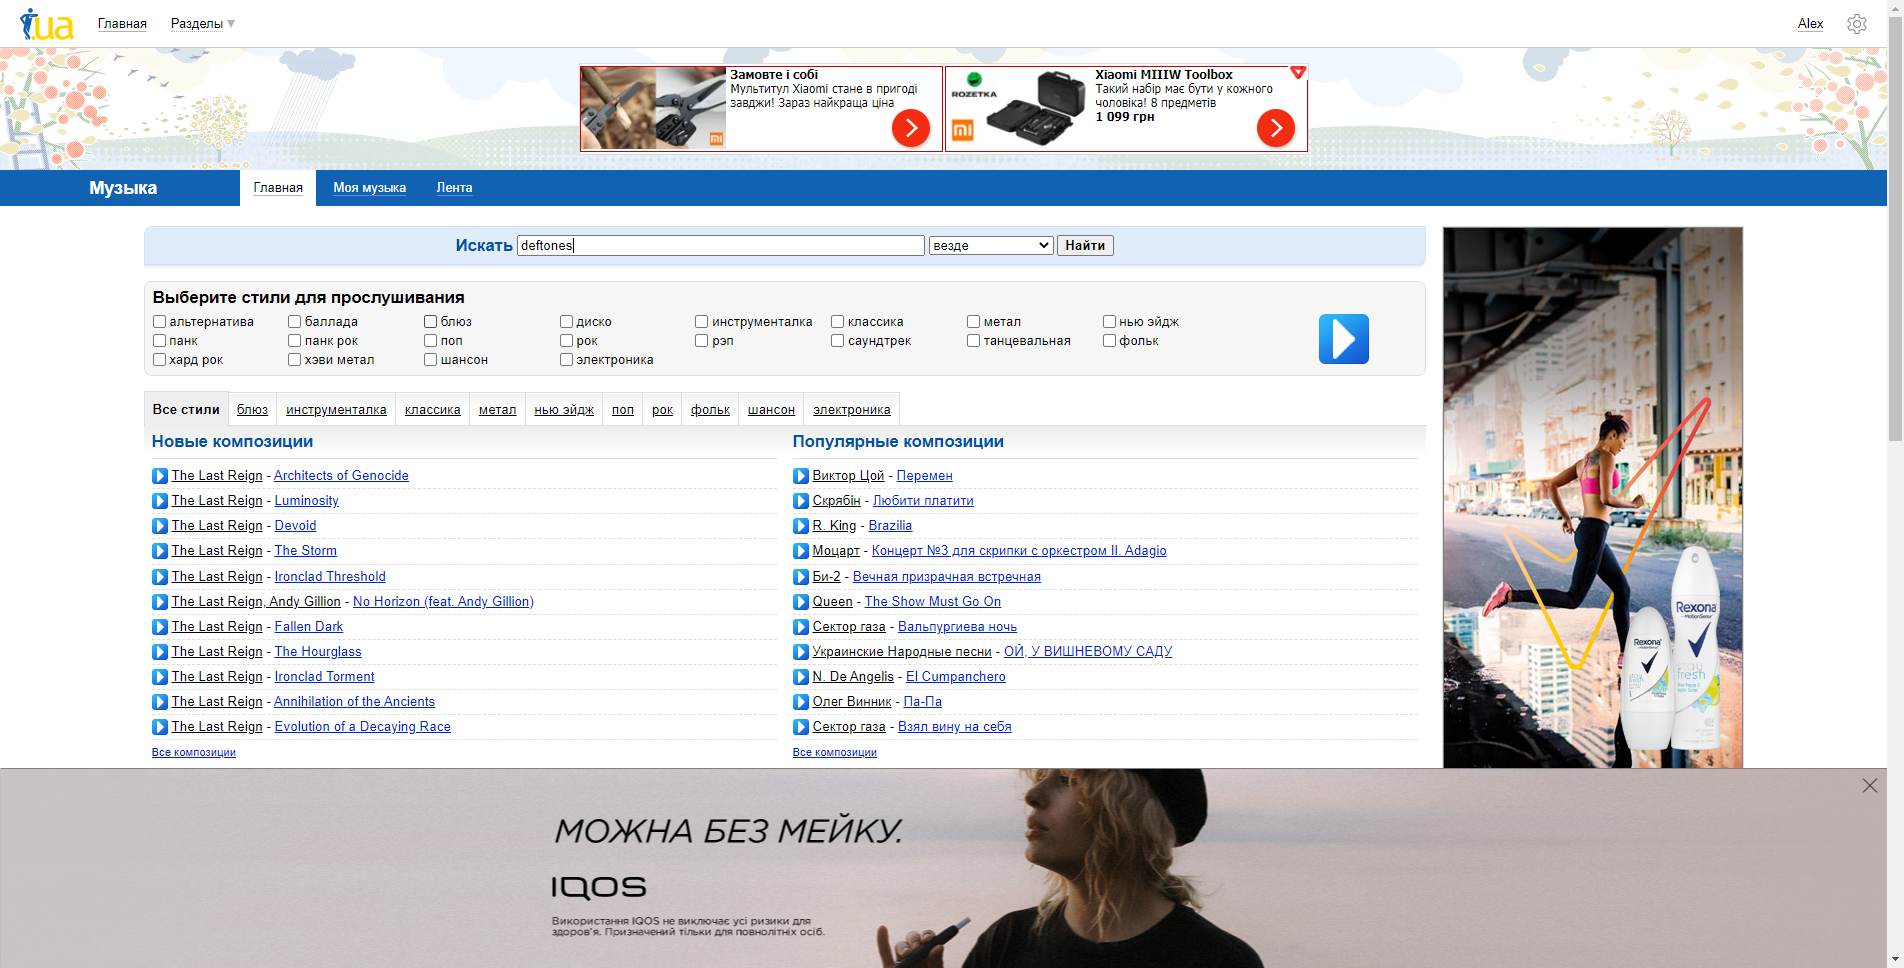 i.ua Главная Разделы Alex
Замовте і собі
Мультитул Xiaomi стане в пригоді
завжди! Зараз найкраща ціна
ROZETKA
Xiaomi MIIIW Toolbox
Такий набір має бути у кожного
чоловіка! 8 предметів
1 099 грн
Музыка Главная Моя музыка Лента
Искать deftones везде Найти
Выберите стили для прослушивания
альтернатива баллада блюз диско инструменталка классика метал нью эйдж
панк панк рок поп рок рэп саундтрек танцевальная фольк
хард рок хэви метал шансон электроника
Все стили блюз инструменталка классика метал нью эйдж поп рок фольк шансон электроника
Новые композиции
The Last Reign - Architects of Genocide
The Last Reign - Luminosity
The Last Reign - Devoid
The Last Reign - The Storm
The Last Reign - Ironclad Threshold
The Last Reign, Andy Gillion - No Horizon (feat. Andy Gillion)
The Last Reign - Fallen Dark
The Last Reign - The Hourglass
The Last Reign - Ironclad Torment
The Last Reign - Annihilation of the Ancients
The Last Reign - Evolution of a Decaying Race
Все композиции
Популярные композиции
Виктор Цой - Перемен
Скрябін - Любити платити
R. King - Brazilia
Моцарт - Концерт №3 для скрипки с оркестром II. Adagio
Би-2 - Вечная призрачная встречная
Queen - The Show Must Go On
Сектор газа - Вальпургиева ночь
Украинские Народные песни - ОЙ, У ВИШНЕВОМУ САДУ
N. De Angelis - El Cumpanchero
Олег Винник - Па-Па
Сектор газа - Взял вину на себя
Все композиции
Rexona
MotionSense
stay
fresh
Rexona
MotionSense
stay
fresh
МОЖНА БЕЗ МЕЙКУ.
IQOS
Використання IQOS не виключає усі ризики для
здоров'я. Призначений тільки для повнолітніх осіб.